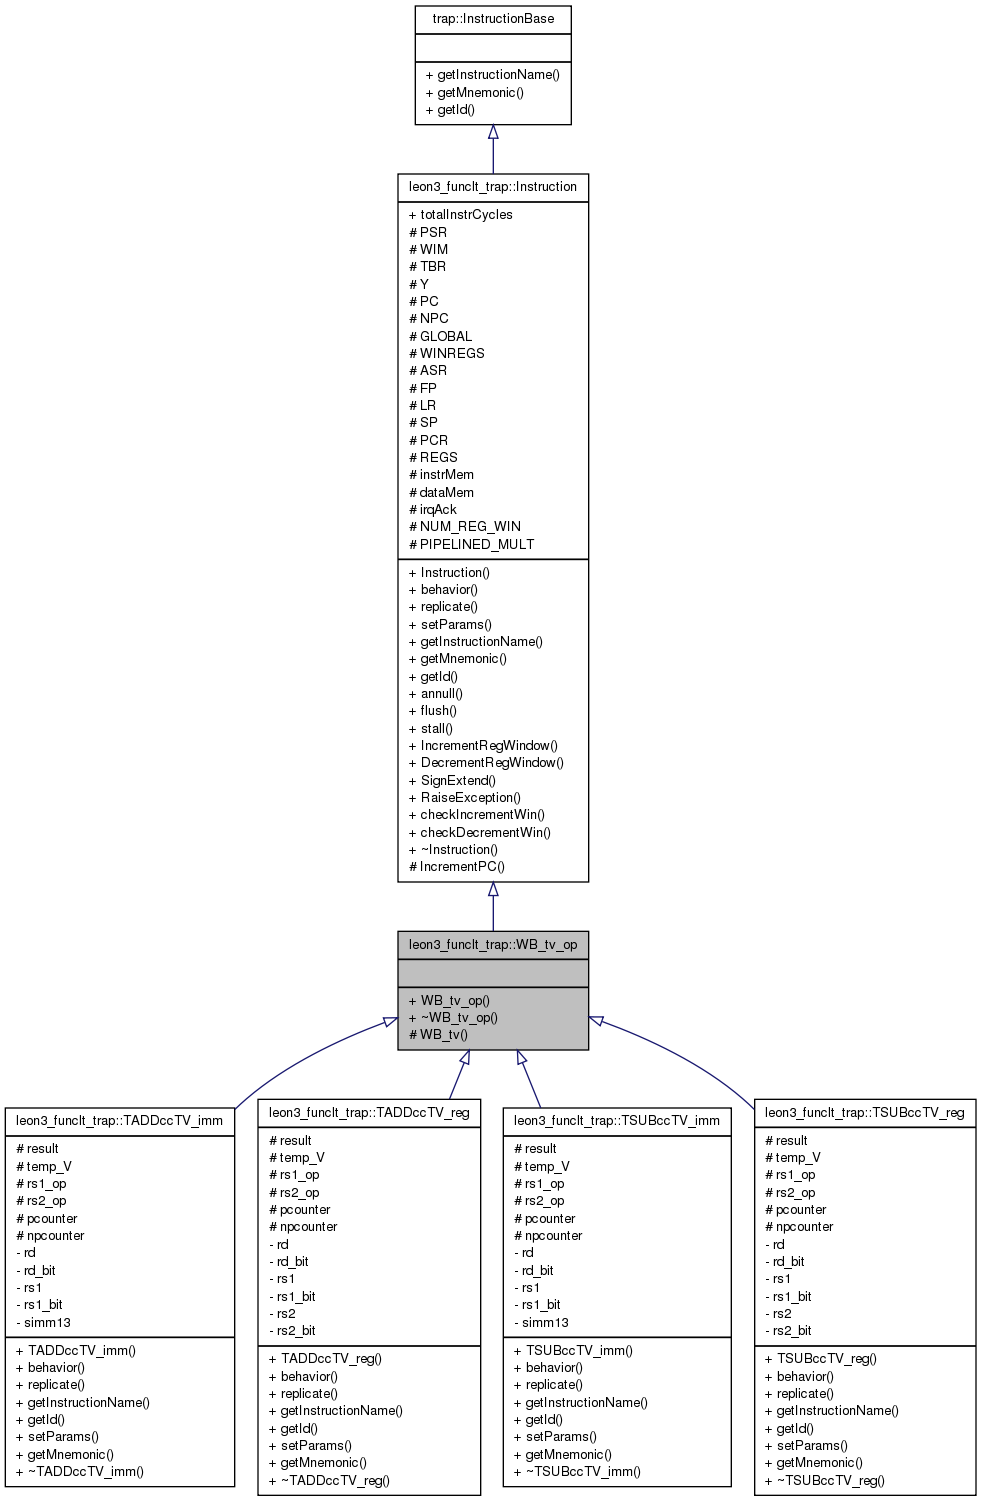 trap::InstructionBase
+ getInstructionName()
+ getMnemonic()
+ getId()
leon3_funclt_trap::Instruction
+ totalInstrCycles
# PSR
# WIM
# TBR
# Y
# PC
# NPC
# GLOBAL
# WINREGS
# ASR
# FP
# LR
# SP
# PCR
# REGS
# instrMem
# dataMem
# irqAck
# NUM_REG_WIN
# PIPELINED_MULT
+ Instruction()
+ behavior()
+ replicate()
+ setParams()
+ getInstructionName()
+ getMnemonic()
+ getId()
+ annull()
+ flush()
+ stall()
+ IncrementRegWindow()
+ DecrementRegWindow()
+ SignExtend()
+ RaiseException()
+ checkIncrementWin()
+ checkDecrementWin()
+ ~Instruction()
# IncrementPC()
leon3_funclt_trap::WB_tv_op
+ WB_tv_op()
+ ~WB_tv_op()
# WB_tv()
leon3_funclt_trap::TADDccTV_imm
# result
# temp_V
# rs1_op
# rs2_op
# pcounter
# npcounter
- rd
- rd_bit
- rs1
- rs1_bit
- simm13
+ TADDccTV_imm()
+ behavior()
+ replicate()
+ getInstructionName()
+ getId()
+ setParams()
+ getMnemonic()
+ ~TADDccTV_imm()
leon3_funclt_trap::TADDccTV_reg
# result
# temp_V
# rs1_op
# rs2_op
# pcounter
# npcounter
- rd
- rd_bit
- rs1
- rs1_bit
- rs2
- rs2_bit
+ TADDccTV_reg()
+ behavior()
+ replicate()
+ getInstructionName()
+ getId()
+ setParams()
+ getMnemonic()
+ ~TADDccTV_reg()
leon3_funclt_trap::TSUBccTV_imm
# result
# temp_V
# rs1_op
# rs2_op
# pcounter
# npcounter
- rd
- rd_bit
- rs1
- rs1_bit
- simm13
+ TSUBccTV_imm()
+ behavior()
+ replicate()
+ getInstructionName()
+ getId()
+ setParams()
+ getMnemonic()
+ ~TSUBccTV_imm()
leon3_funclt_trap::TSUBccTV_reg
# result
# temp_V
# rs1_op
# rs2_op
# pcounter
# npcounter
- rd
- rd_bit
- rs1
- rs1_bit
- rs2
- rs2_bit
+ TSUBccTV_reg()
+ behavior()
+ replicate()
+ getInstructionName()
+ getId()
+ setParams()
+ getMnemonic()
+ ~TSUBccTV_reg()